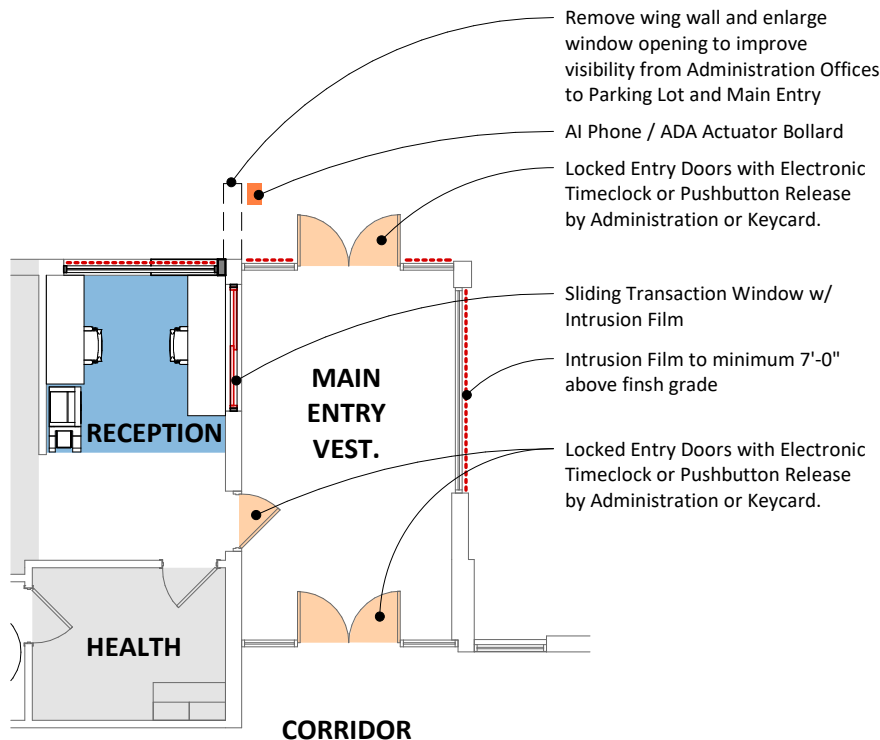 Remove wing wall and enlarge
window opening to improve
visibility from Administration Offices
to Parking Lot and Main Entry
AI Phone / ADA Actuator Bollard
Locked Entry Doors with Electronic
Timeclock or Pushbutton Release
by Administration or Keycard.
Sliding Transaction Window w/
Intrusion Film
Intrusion Film to minimum 7'-0"
above finsh grade
Locked Entry Doors with Electronic
Timeclock or Pushbutton Release
by Administration or Keycard.
MAIN
ENTRY
VEST.
RECEPTION
HEALTH
CORRIDOR